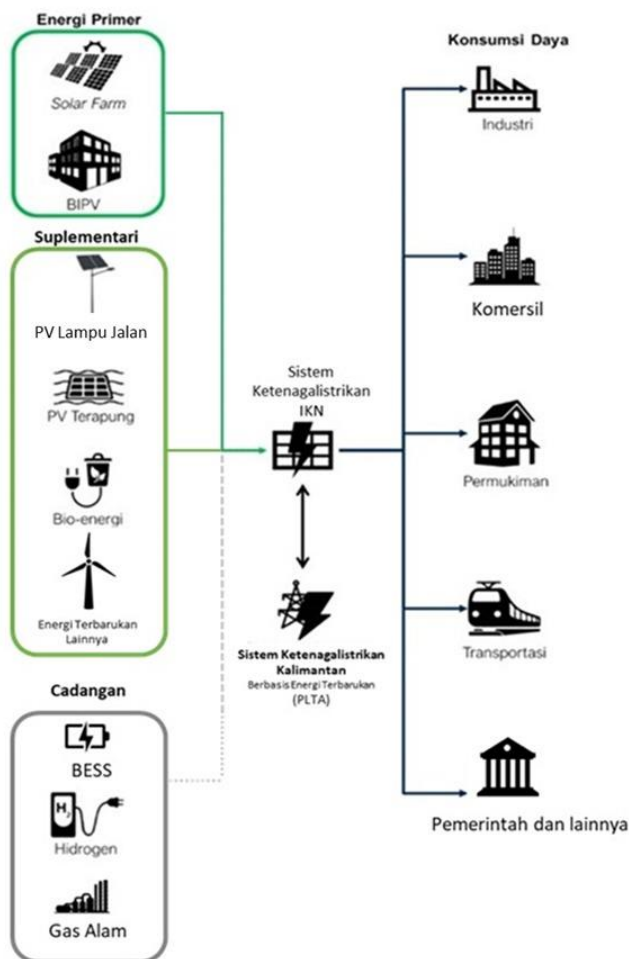 Energi Primer
Solar Farm
BIPV
Suplementari
PV Lampu Jalan
PV Terapung
Bio-energi
Energi Terbarukan
Lainnya
Cadangan
BESS
H2
Hidrogen
Gas Alam
Sistem
Ketenagalistrikan
IKN
Sistem Ketenagalistrikan
Kalimantan
Berbasis Energi Terbarukan
(PLTA)
Konsumsi Daya
Industri
Komersil
Permukiman
Transportasi
Pemerintah dan lainnya